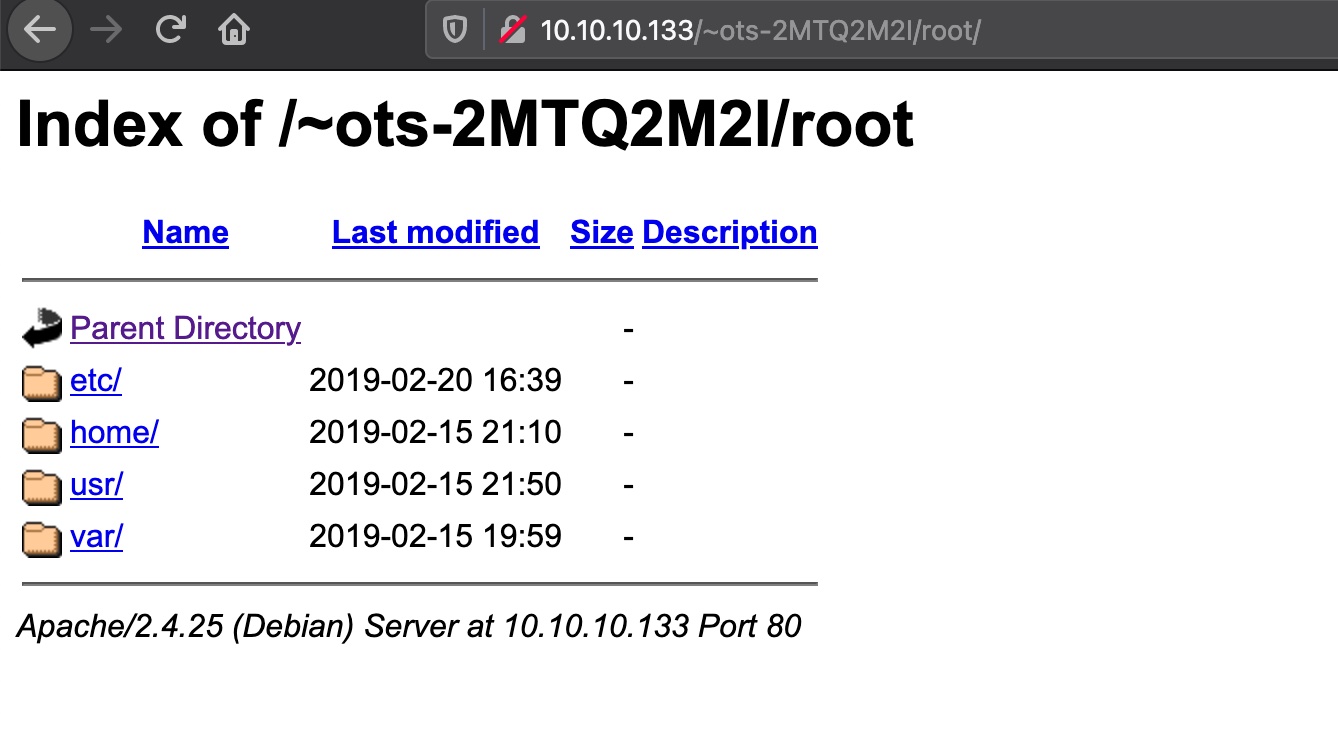 10.10.10.133/~ots-2MTQ2M2I/root/
Index of /~ots-2MTQ2M2I/root
Name Last modified Size Description
Parent Directory -
etc/ 2019-02-20 16:39 -
home/ 2019-02-15 21:10 -
usr/ 2019-02-15 21:50 -
var/ 2019-02-15 19:59 -
Apache/2.4.25 (Debian) Server at 10.10.10.133 Port 80